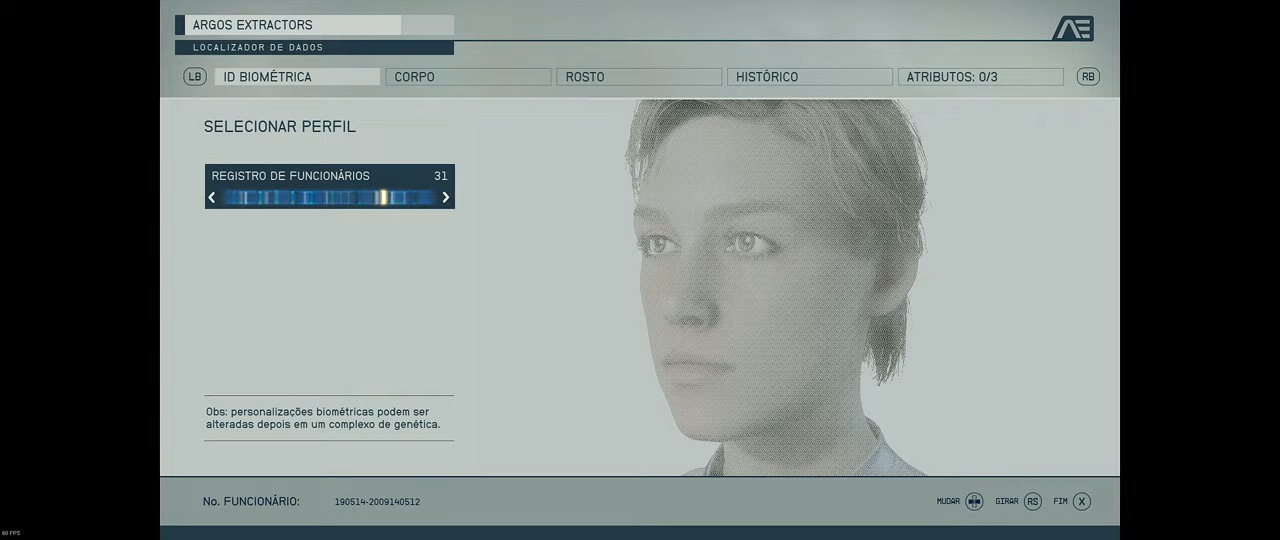 ARGOS EXTRACTORS
LOCALIZADOR DE DADOS
LB ID BIOMÉTRICA CORPO ROSTO HISTÓRICO ATRIBUTOS: 0/3 RB
SELECIONAR PERFIL
REGISTRO DE FUNCIONÁRIOS 31
Obs: personalizações biométricas podem ser
alteradas depois em um complexo de genética.
No. FUNCIONÁRIO: 190514-2009140512
MUDAR GIRAR RS FIM X
60 FPS